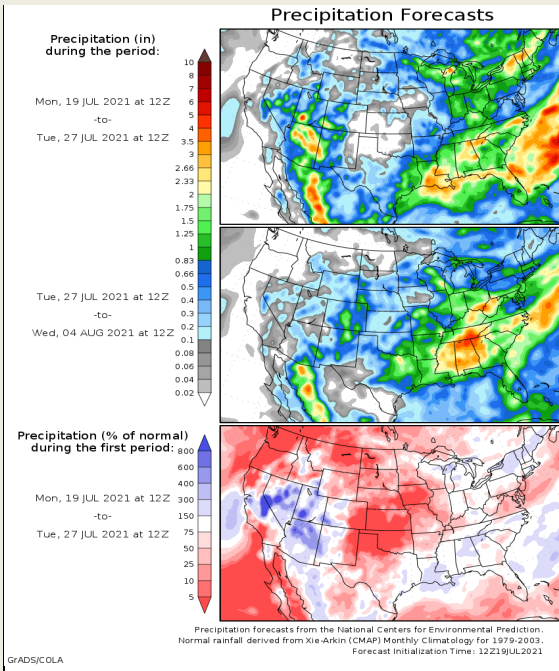 Precipitation Forecasts
Precipitation (in)
during the period:
Mon, 19 JUL 2021 at 12Z
-to-
Tue, 27 JUL 2021 at 12Z
10
8
7
6
5
4
3.5
3
2.66
2.33
2
1.75
1.5
1.25
1
0.83
0.66
0.5
0.4
0.3
0.2
0.1
0.08
0.06
0.04
0.02
Tue, 27 JUL 2021 at 12Z
-to-
Wed, 04 AUG 2021 at 12Z
Precipitation (% of normal)
during the first period:
Mon, 19 JUL 2021 at 12Z
-to-
Tue, 27 JUL 2021 at 12Z
800
600
400
300
150
75
50
25
10
5
Precipitation forecasts from the National Centers for Environmental Prediction.
Normal rainfall derived from Xie-Arkin (CMAP) Monthly Climatology for 1979-2003.
Forecast Initialization Time: 12Z19JUL2021
GrADS/COLA